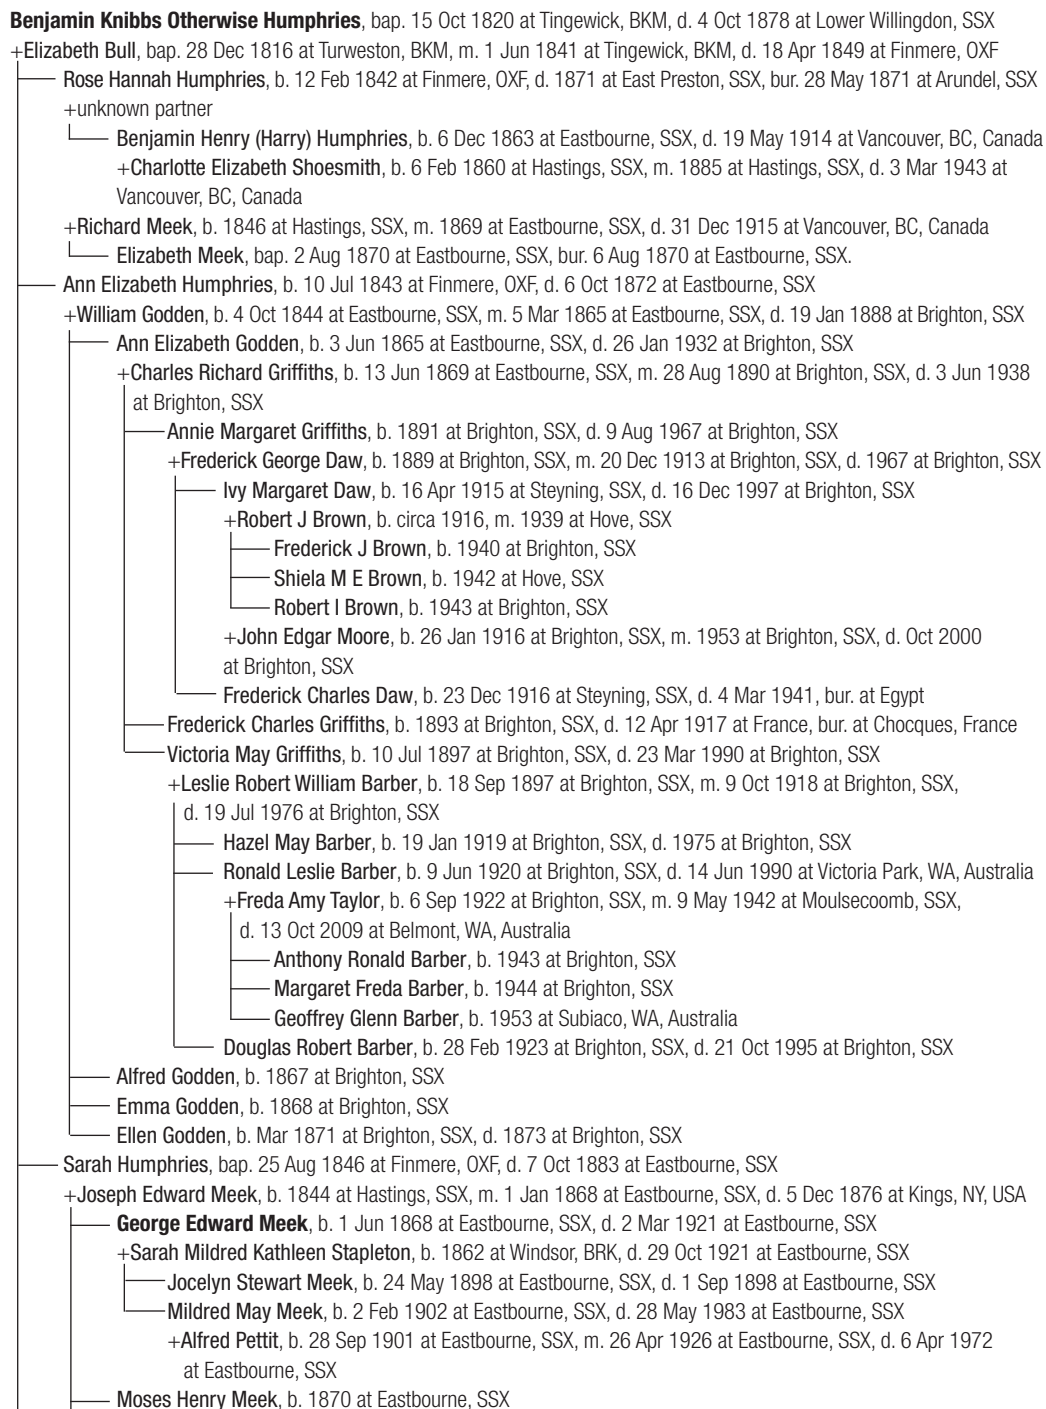 Benjamin Knibbs Otherwise Humphries, bap. 15 Oct 1820 at Tingewick, BKM, d. 4 Oct 1878 at Lower Willingdon, SSX
+Elizabeth Bull, bap. 28 Dec 1816 at Turweston, BKM, m. 1 Jun 1841 at Tingewick, BKM, d. 18 Apr 1849 at Finmere, OXF
Rose Hannah Humphries, b. 12 Feb 1842 at Finmere, OXF, d. 1871 at East Preston, SSX, bur. 28 May 1871 at Arundel, SSX
+unknown partner
Benjamin Henry (Harry) Humphries, b. 6 Dec 1863 at Eastbourne, SSX, d. 19 May 1914 at Vancouver, BC, Canada
+Charlotte Elizabeth Shoesmith, b. 6 Feb 1860 at Hastings, SSX, m. 1885 at Hastings, SSX, d. 3 Mar 1943 at
Vancouver, BC, Canada
+Richard Meek, b. 1846 at Hastings, SSX, m. 1869 at Eastbourne, SSX, d. 31 Dec 1915 at Vancouver, BC, Canada
Elizabeth Meek, bap. 2 Aug 1870 at Eastbourne, SSX, bur. 6 Aug 1870 at Eastbourne, SSX.
Ann Elizabeth Humphries, b. 10 Jul 1843 at Finmere, OXF, d. 6 Oct 1872 at Eastbourne, SSX
+William Godden, b. 4 Oct 1844 at Eastbourne, SSX, m. 5 Mar 1865 at Eastbourne, SSX, d. 19 Jan 1888 at Brighton, SSX
Ann Elizabeth Godden, b. 3 Jun 1865 at Eastbourne, SSX, d. 26 Jan 1932 at Brighton, SSX
+Charles Richard Griffiths, b. 13 Jun 1869 at Eastbourne, SSX, m. 28 Aug 1890 at Brighton, SSX, d. 3 Jun 1938
at Brighton, SSX
Annie Margaret Griffiths, b. 1891 at Brighton, SSX, d. 9 Aug 1967 at Brighton, SSX
+Frederick George Daw, b. 1889 at Brighton, SSX, m. 20 Dec 1913 at Brighton, SSX, d. 1967 at Brighton, SSX
Ivy Margaret Daw, b. 16 Apr 1915 at Steyning, SSX, d. 16 Dec 1997 at Brighton, SSX
+Robert J Brown, b. circa 1916, m. 1939 at Hove, SSX
Frederick J Brown, b. 1940 at Brighton, SSX
Shiela M E Brown, b. 1942 at Hove, SSX
Robert I Brown, b. 1943 at Brighton, SSX
+John Edgar Moore, b. 26 Jan 1916 at Brighton, SSX, m. 1953 at Brighton, SSX, d. Oct 2000
at Brighton, SSX
Frederick Charles Daw, b. 23 Dec 1916 at Steyning, SSX, d. 4 Mar 1941, bur. at Egypt
Frederick Charles Griffiths, b. 1893 at Brighton, SSX, d. 12 Apr 1917 at France, bur. at Chocques, France
Victoria May Griffiths, b. 10 Jul 1897 at Brighton, SSX, d. 23 Mar 1990 at Brighton, SSX
+Leslie Robert William Barber, b. 18 Sep 1897 at Brighton, SSX, m. 9 Oct 1918 at Brighton, SSX,
d. 19 Jul 1976 at Brighton, SSX
Hazel May Barber, b. 19 Jan 1919 at Brighton, SSX, d. 1975 at Brighton, SSX
Ronald Leslie Barber, b. 9 Jun 1920 at Brighton, SSX, d. 14 Jun 1990 at Victoria Park, WA, Australia
+Freda Amy Taylor, b. 6 Sep 1922 at Brighton, SSX, m. 9 May 1942 at Moulsecoomb, SSX,
d. 13 Oct 2009 at Belmont, WA, Australia
Anthony Ronald Barber, b. 1943 at Brighton, SSX
Margaret Freda Barber, b. 1944 at Brighton, SSX
Geoffrey Glenn Barber, b. 1953 at Subiaco, WA, Australia
Douglas Robert Barber, b. 28 Feb 1923 at Brighton, SSX, d. 21 Oct 1995 at Brighton, SSX
Alfred Godden, b. 1867 at Brighton, SSX
Emma Godden, b. 1868 at Brighton, SSX
Ellen Godden, b. Mar 1871 at Brighton, SSX, d. 1873 at Brighton, SSX
Sarah Humphries, bap. 25 Aug 1846 at Finmere, OXF, d. 7 Oct 1883 at Eastbourne, SSX
+Joseph Edward Meek, b. 1844 at Hastings, SSX, m. 1 Jan 1868 at Eastbourne, SSX, d. 5 Dec 1876 at Kings, NY, USA
George Edward Meek, b. 1 Jun 1868 at Eastbourne, SSX, d. 2 Mar 1921 at Eastbourne, SSX
+Sarah Mildred Kathleen Stapleton, b. 1862 at Windsor, BRK, d. 29 Oct 1921 at Eastbourne, SSX
Jocelyn Stewart Meek, b. 24 May 1898 at Eastbourne, SSX, d. 1 Sep 1898 at Eastbourne, SSX
Mildred May Meek, b. 2 Feb 1902 at Eastbourne, SSX, d. 28 May 1983 at Eastbourne, SSX
+Alfred Pettit, b. 28 Sep 1901 at Eastbourne, SSX, m. 26 Apr 1926 at Eastbourne, SSX, d. 6 Apr 1972
at Eastbourne, SSX
Moses Henry Meek, b. 1870 at Eastbourne, SSX